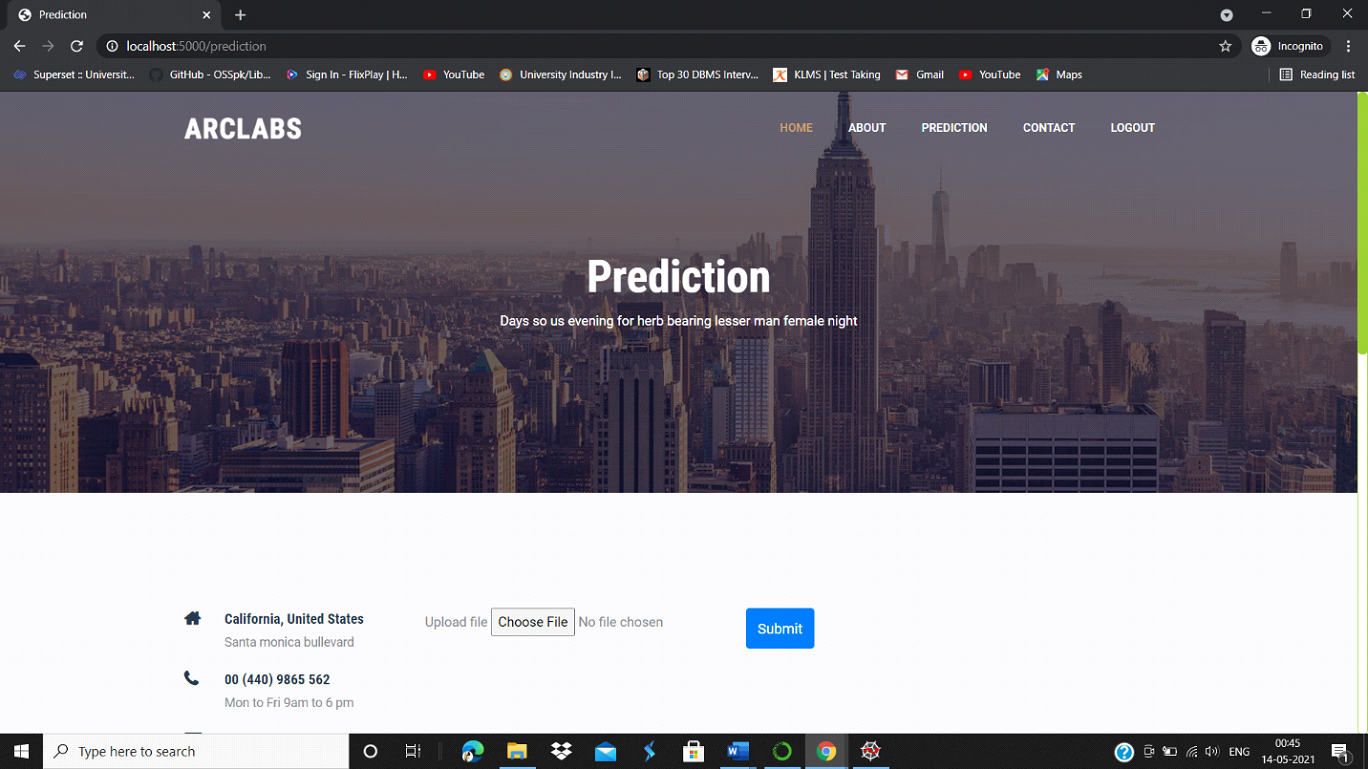 Prediction
localhost:5000/prediction
Incognito
Superset :: Universit...
GitHub - OSSpk/Lib...
Sign In - FlixPlay | H...
YouTube
University Industry I...
Top 30 DBMS Interv...
KLMS | Test Taking
Gmail
YouTube
Maps
Reading list
ARCLABS
HOME
ABOUT
PREDICTION
CONTACT
LOGOUT
Prediction
Days so us evening for herb bearing lesser man female night
California, United States
Santa monica bullevard
00 (440) 9865 562
Mon to Fri 9am to 6 pm
Upload file Choose File No file chosen
Submit
Type here to search
ENG
00:45
14-05-2021
1